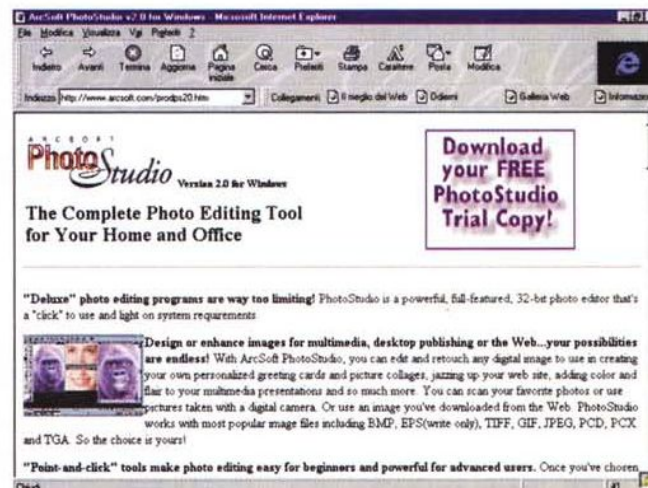 ArcSoft PhotoStudio v2.0 for Windows - Microsoft Internet Explorer
File Modifica Visualizza Vai Preferiti ?
Indietro Avanti Termina Aggiorna Pagina iniziale Cerca Preferiti Stampa Carattere Posta Modifica
Indirizzo http://www.arcsoft.com/prodps20.htm Collegamenti Il meglio del Web Odierni Galleria Web
ARCSOFT
PhotoStudio Version 2.0 for Windows
The Complete Photo Editing Tool
for Your Home and Office
Download
your FREE
PhotoStudio
Trial Copy!
"Deluxe" photo editing programs are way too limiting! PhotoStudio is a powerful, full-featured, 32-bit photo editor that's
a "click" to use and light on system requirements
Design or enhance images for multimedia, desktop publishing or the Web...your possibilities
are endless! With ArcSoft PhotoStudio, you can edit and retouch any digital image to use in creating
your own personalized greeting cards and picture collages, jazzing up your web site, adding color and
flair to your multimedia presentations and so much more. You can scan your favorite photos or use
pictures taken with a digital camera. Or use an image you've downloaded from the Web. PhotoStudio
works with most popular image files including BMP, EPS(write only), TIFF, GIF, JPEG, PCD, PCX
and TGA. So the choice is yours!
"Point-and-click" tools make photo editing easy for beginners and powerful for advanced users. Once you've chosen